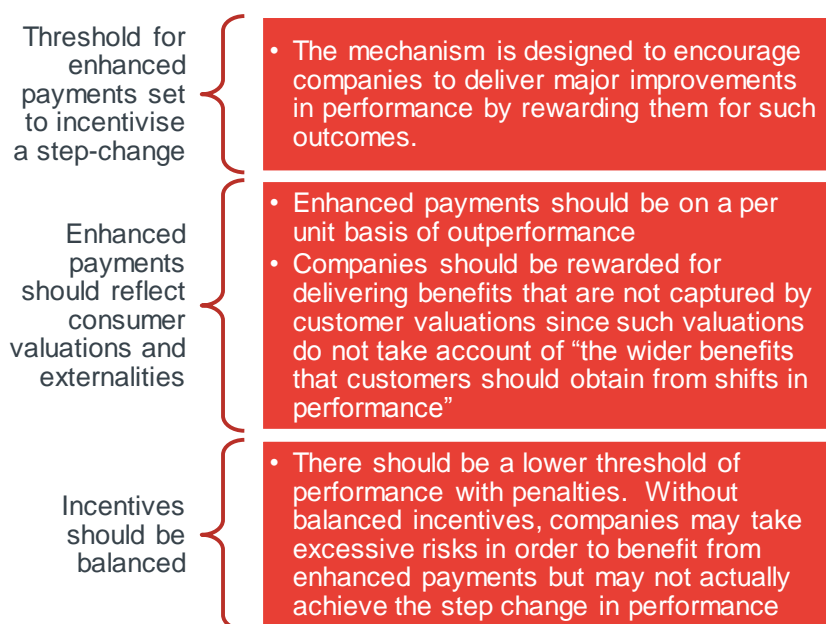 Threshold for
enhanced
payments set
to incentivise
a step-change
• The mechanism is designed to encourage
companies to deliver major improvements
in performance by rewarding them for such
outcomes.
Enhanced
payments
should reflect
consumer
valuations and
externalities
• Enhanced payments should be on a per
unit basis of outperformance
• Companies should be rewarded for
delivering benefits that are not captured by
customer valuations since such valuations
do not take account of “the wider benefits
that customers should obtain from shifts in
performance”
Incentives
should be
balanced
• There should be a lower threshold of
performance with penalties.  Without
balanced incentives, companies may take
excessive risks in order to benefit from
enhanced payments but may not actually
achieve the step change in performance